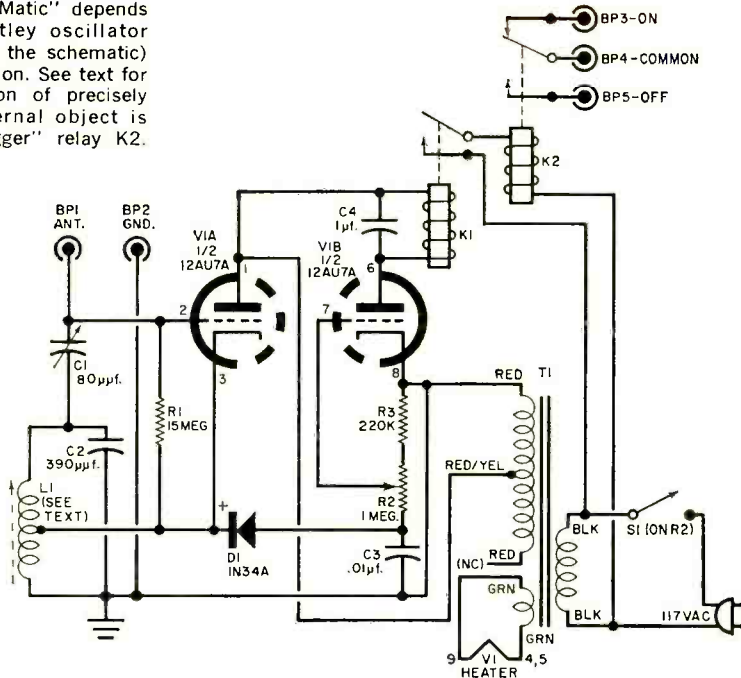 Matic" depends
tley oscillator
the schematic)
on. See text for
on of precisely
ernal object is
gger" relay K2.
BP3-ON
BP4-COMMON
BP5-OFF
K2
K1
BP1
ANT.
BP2
GND.
C4
1µf.
V1A
1/2
12AU7A
1
V1B
1/2
12AU7A
6
2
7
3
8
C1
80µµf.
R1
15MEG
C2
390µµf.
L1
(SEE
TEXT)
+
D1
1N34A
R3
220K
R2
1MEG.
C3
.01µf.
RED
T1
RED/YEL
RED
(NC)
GRN
GRN
9
V1
4,5
HEATER
BLK
BLK
S1 (ON R2)
117VAC